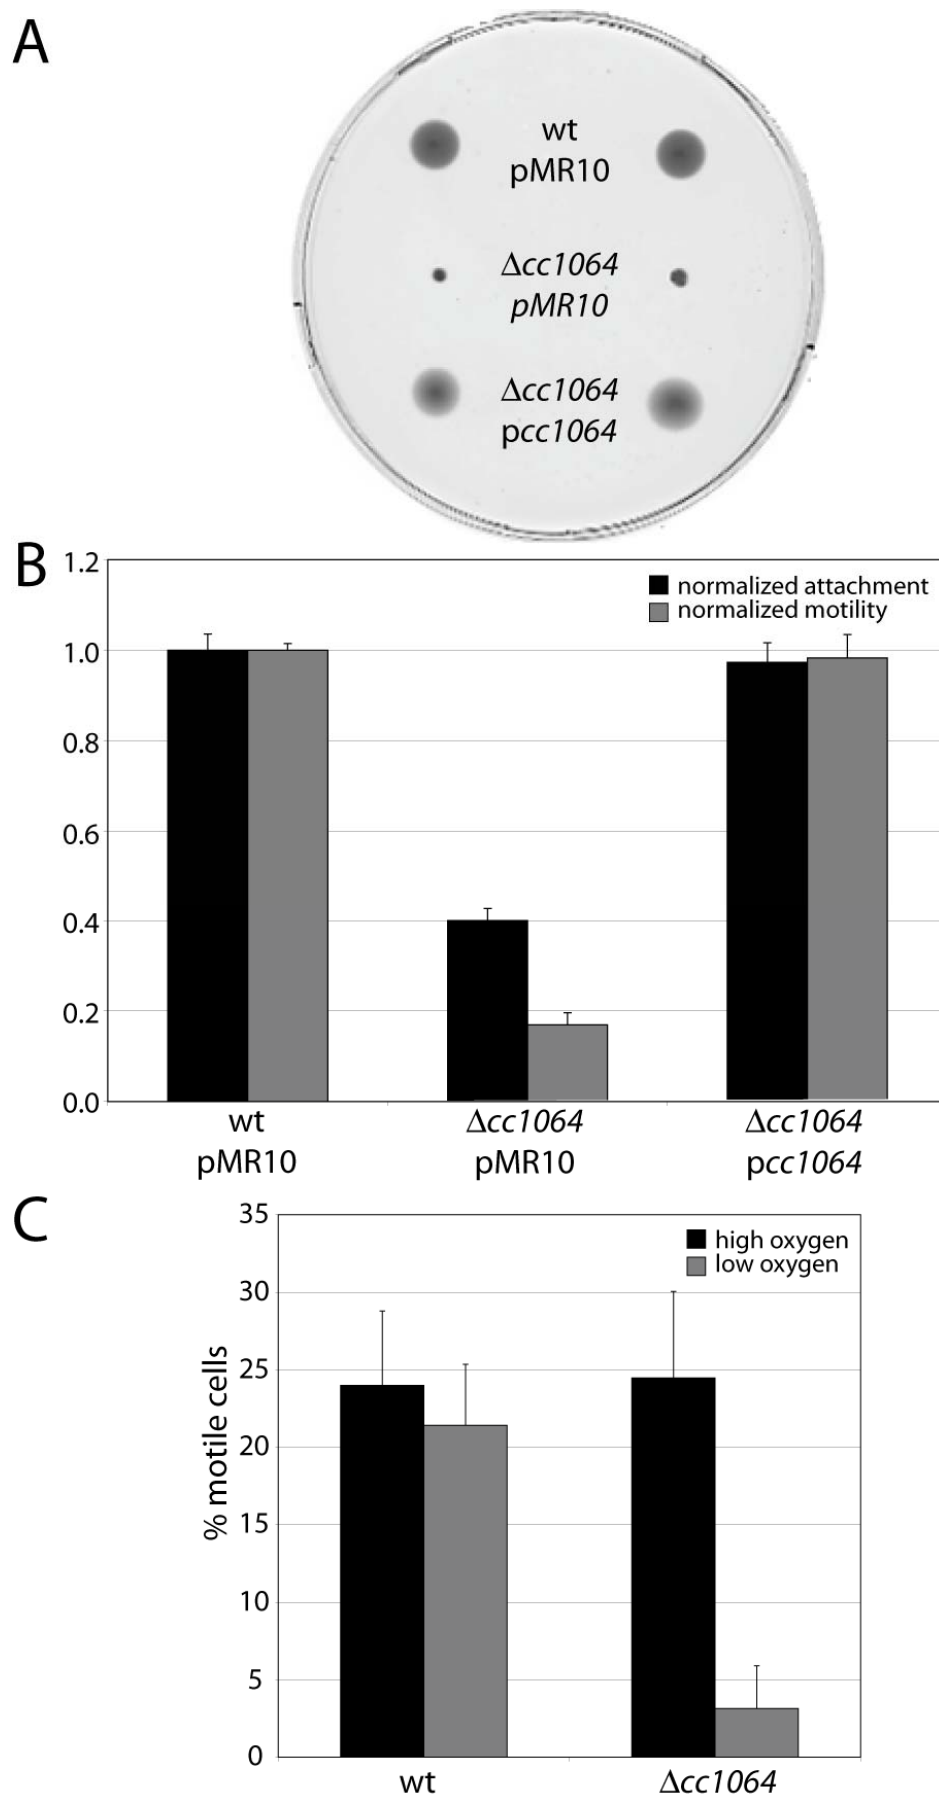 A
wt
pMR10
Δcc1064
pMR10
Δcc1064
pcc1064
B
1.2
1.0
0.8
0.6
0.4
0.2
0.0
normalized attachment
normalized motility
wt
pMR10
Δcc1064
pMR10
Δcc1064
pcc1064
C
35
30
25
20
15
10
5
0
% motile cells
high oxygen
low oxygen
wt
Δcc1064